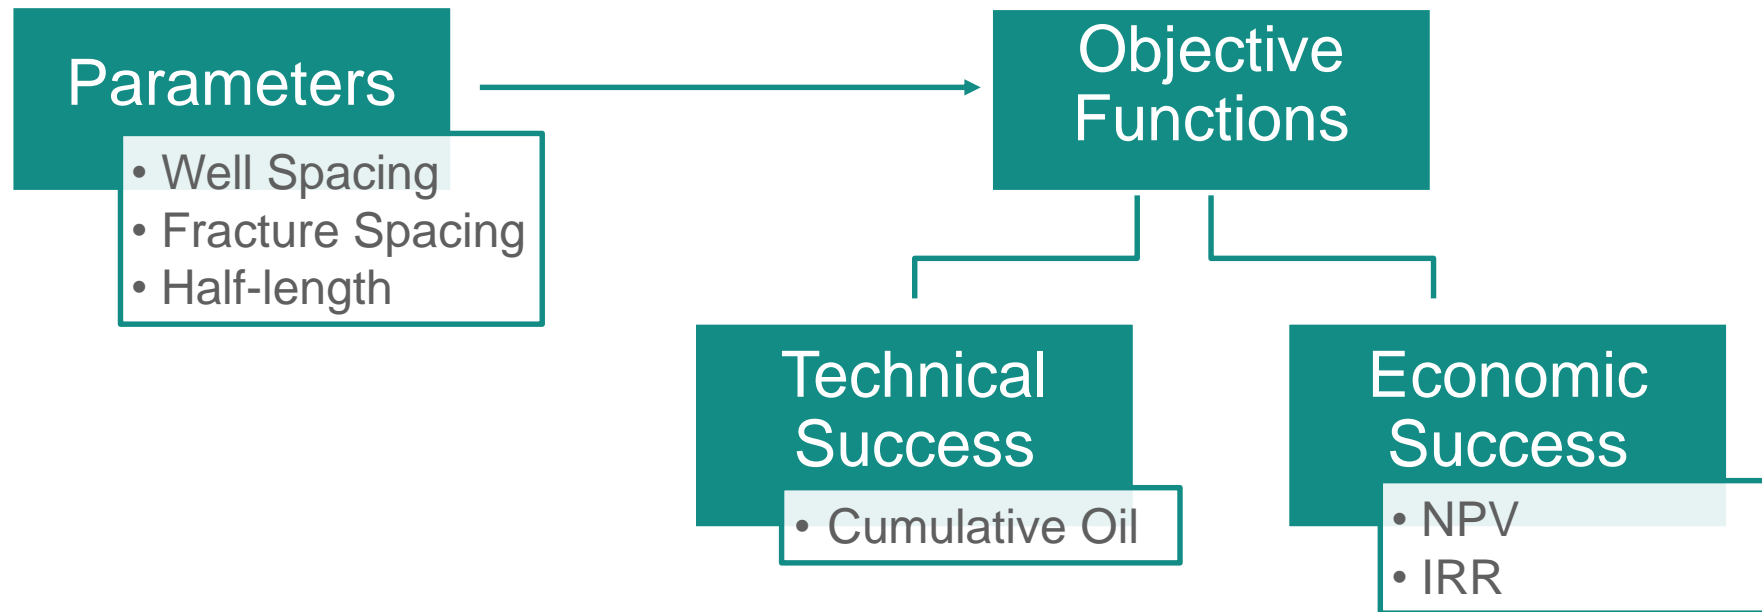 Parameters
• Well Spacing
• Fracture Spacing
• Half-length
Objective
Functions
Technical
Success
• Cumulative Oil
Economic
Success
• NPV
• IRR